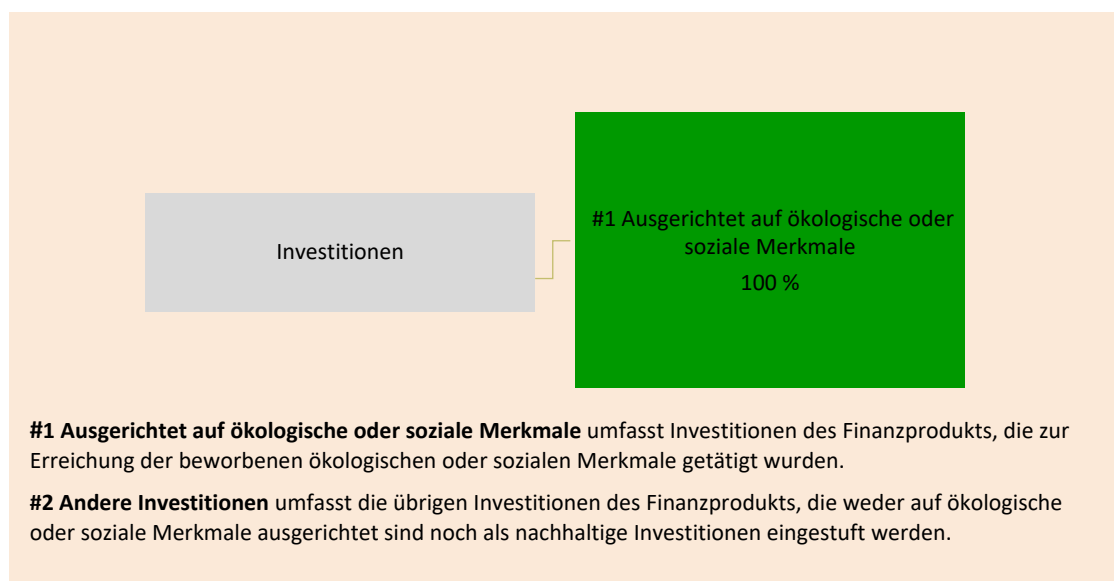 Investitionen
#1 Ausgerichtet auf ökologische oder
soziale Merkmale
100 %
#1 Ausgerichtet auf ökologische oder soziale Merkmale umfasst Investitionen des Finanzprodukts, die zur
Erreichung der beworbenen ökologischen oder sozialen Merkmale getätigt wurden.
#2 Andere Investitionen umfasst die übrigen Investitionen des Finanzprodukts, die weder auf ökologische
oder soziale Merkmale ausgerichtet sind noch als nachhaltige Investitionen eingestuft werden.